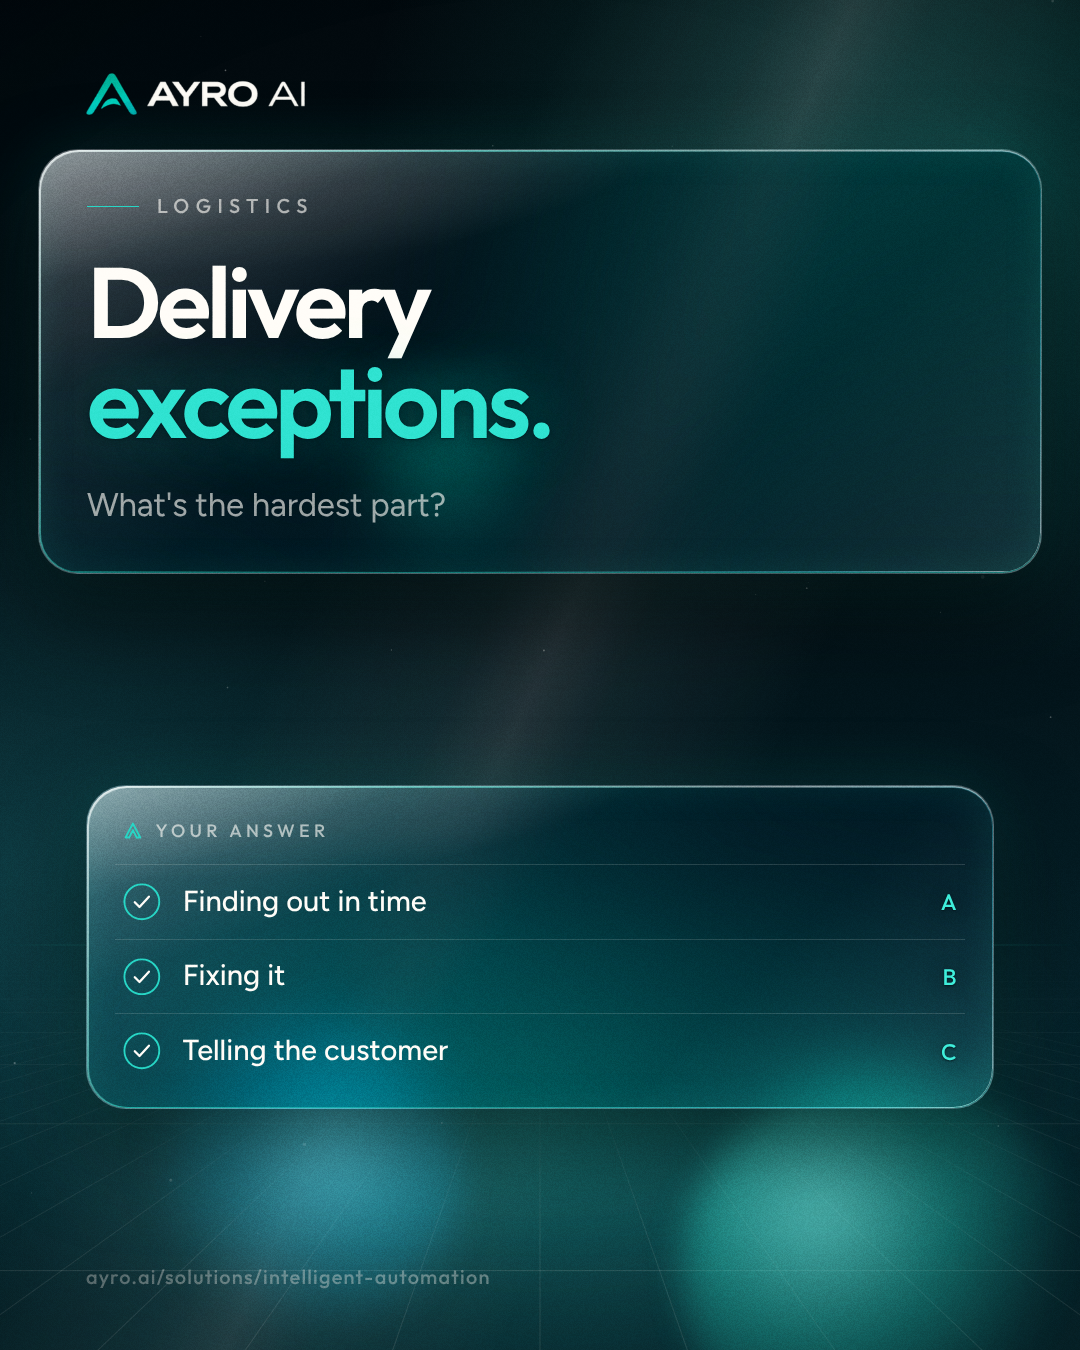 AYRO AI
LOGISTICS
Delivery
exceptions.
What's the hardest part?
YOUR ANSWER
Finding out in time A
Fixing it B
Telling the customer C
ayro.ai/solutions/intelligent-automation